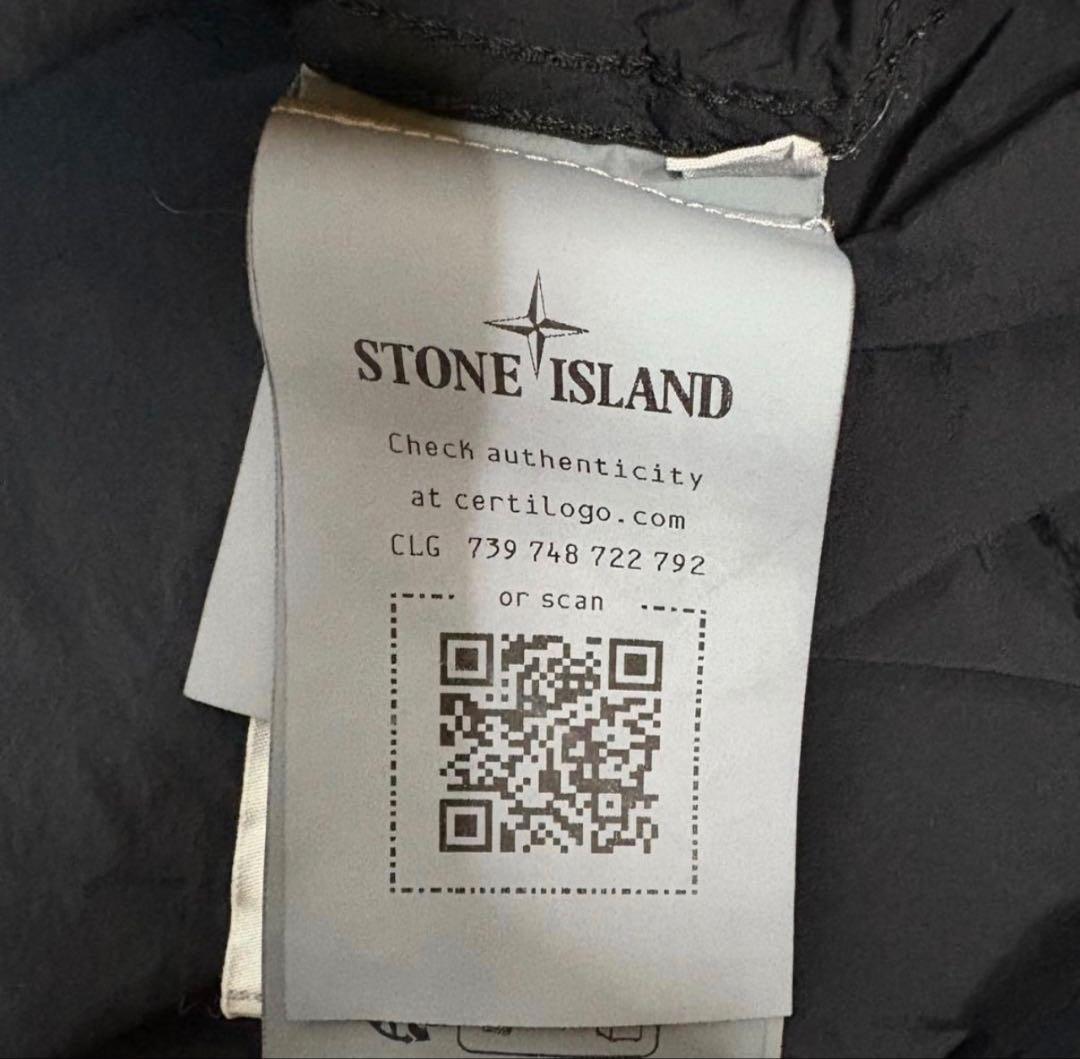 STONE ISLAND
Check authenticity
at certilogo.com
CLG 739 748 722 792
or scan